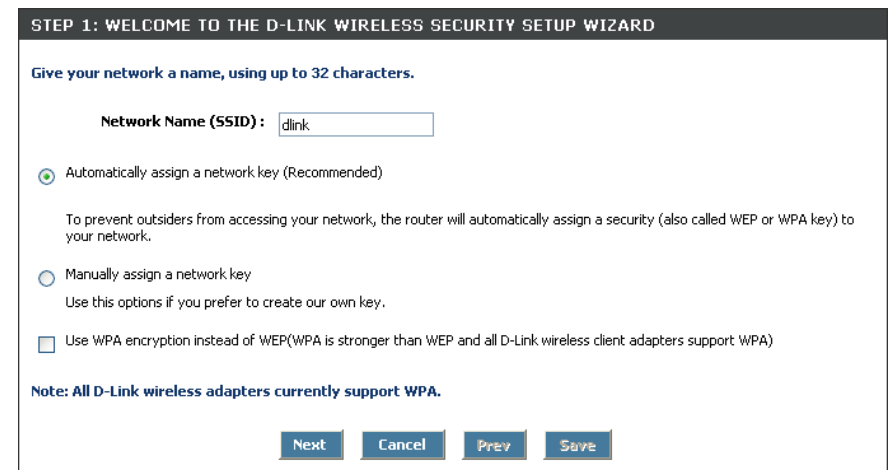 STEP 1: WELCOME TO THE D-LINK WIRELESS SECURITY SETUP WIZARD
Give your network a name, using up to 32 characters.
Network Name (SSID) : dlink
Automatically assign a network key (Recommended)
To prevent outsiders from accessing your network, the router will automatically assign a security (also called WEP or WPA key) to
your network.
Manually assign a network key
Use this options if you prefer to create our own key.
Use WPA encryption instead of WEP(WPA is stronger than WEP and all D-Link wireless client adapters support WPA)
Note: All D-Link wireless adapters currently support WPA.
Next Cancel Prev Save